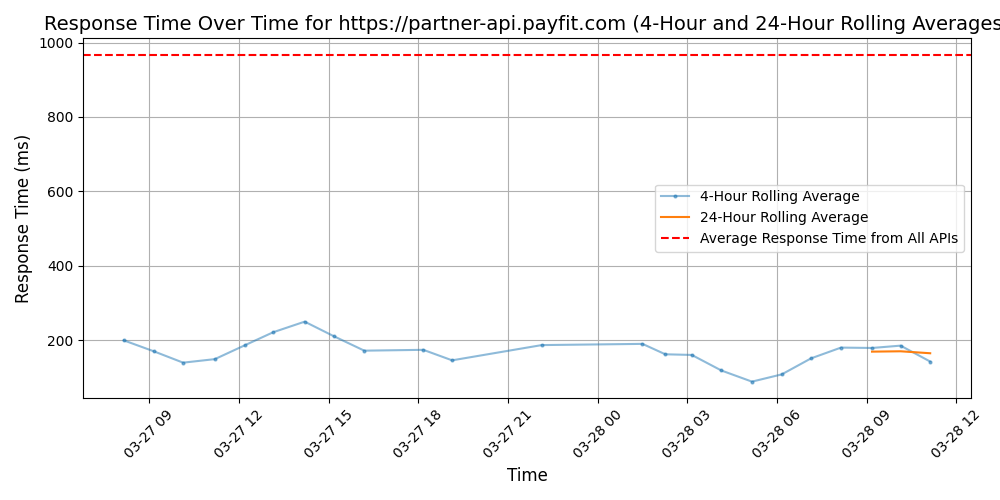 Response Time Over Time for https://partner-api.payfit.com (4-Hour and 24-Hour Rolling Averages
1000
800
600
400
200
Response Time (ms)
4-Hour Rolling Average
24-Hour Rolling Average
Average Response Time from All APIs
03-27 09
03-27 12
03-27 15
03-27 18
03-27 21
03-28 00
03-28 03
03-28 06
03-28 09
03-28 12
Time